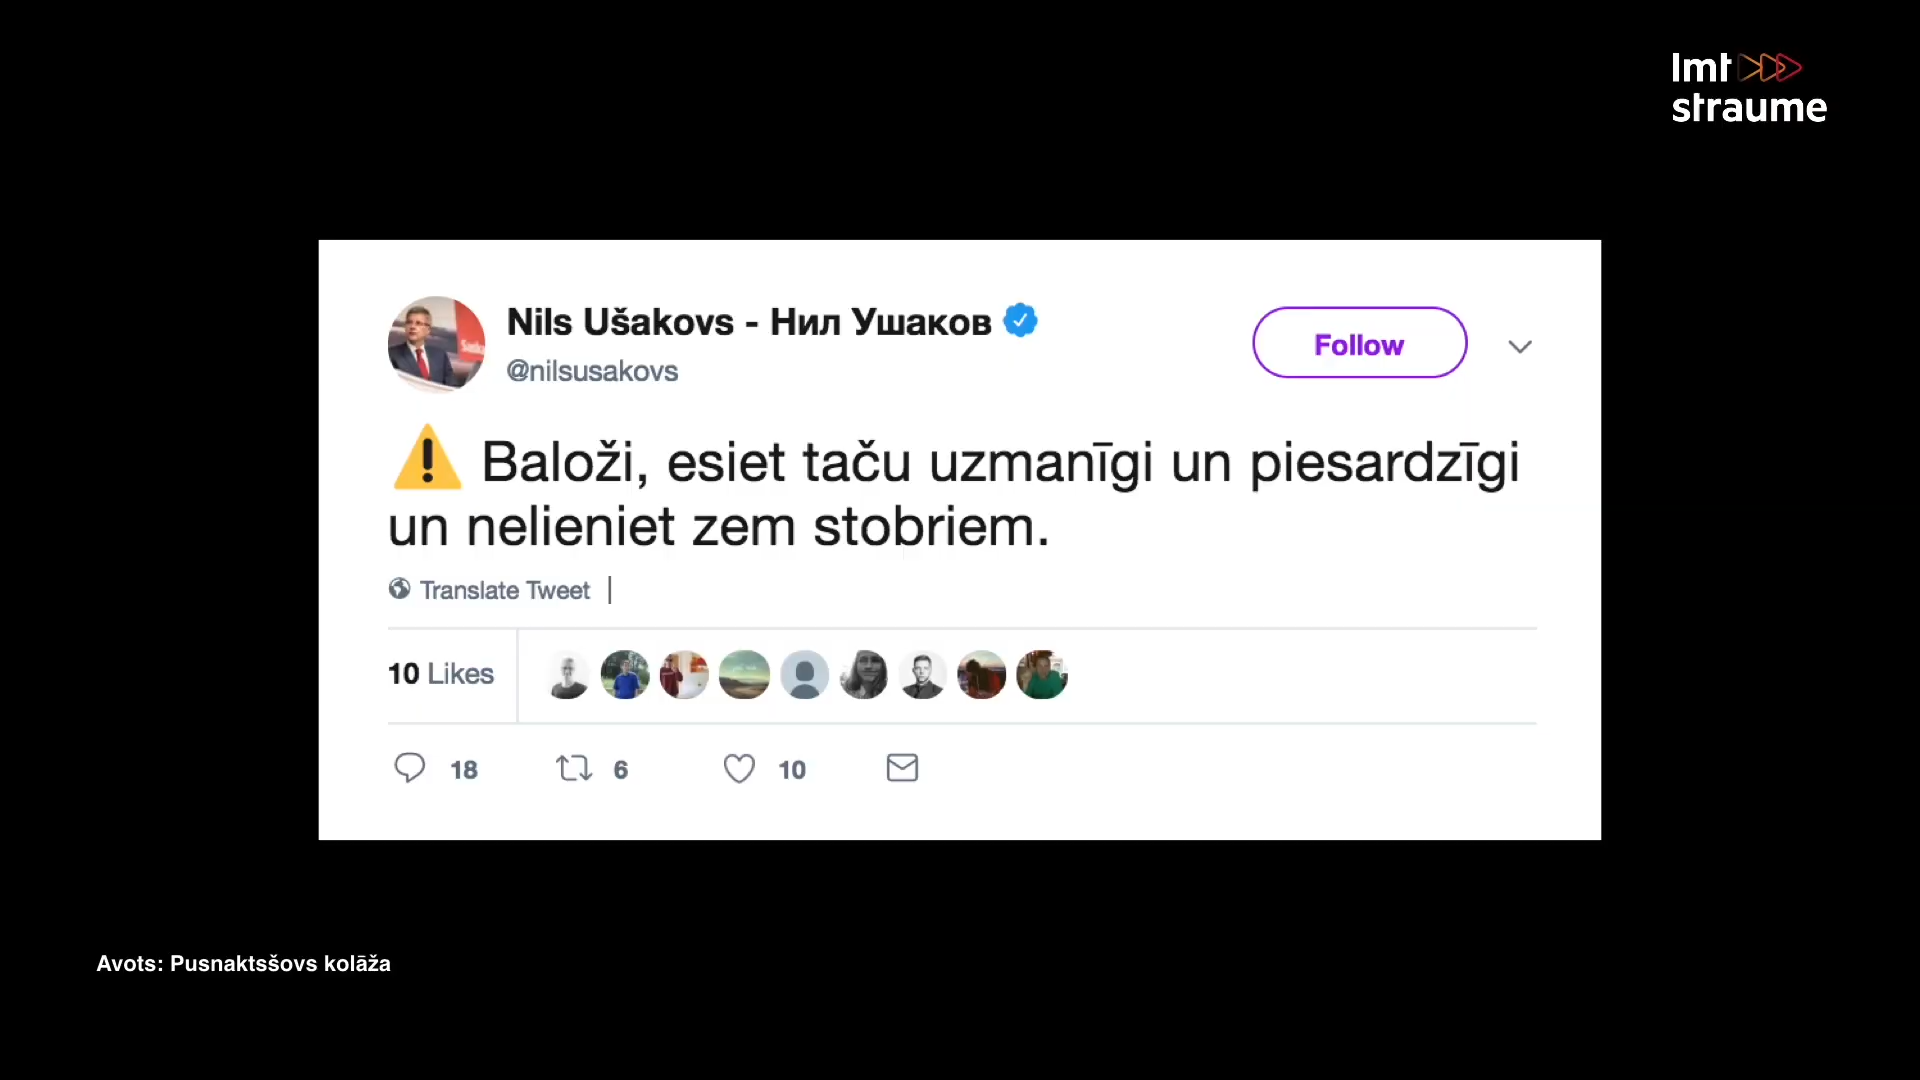 lmt
straume
Nils Ušakovs - Нил Ушаков
@nilsusakovs
Follow
⚠️ Baloži, esiet taču uzmanīgi un piesardzīgi
un nelieniet zem stobriem.
Translate Tweet |
10 Likes
18 6 10
Avots: Pusnaktsšovs kolāža